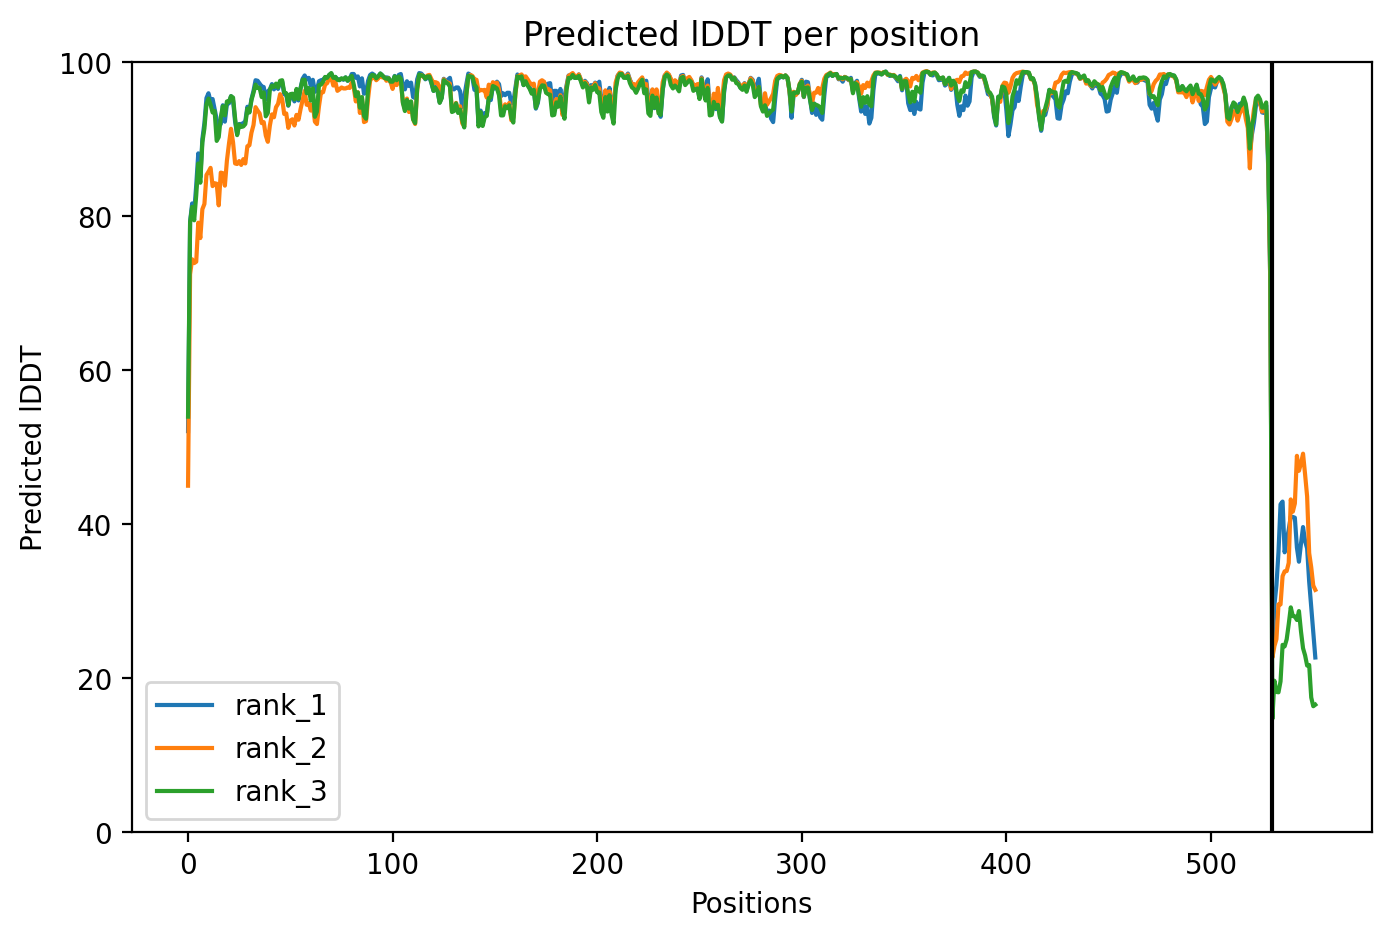 Predicted lDDT per position
Predicted lDDT
100
80
60
40
20
0
rank_1
rank_2
rank_3
0 100 200 300 400 500
Positions